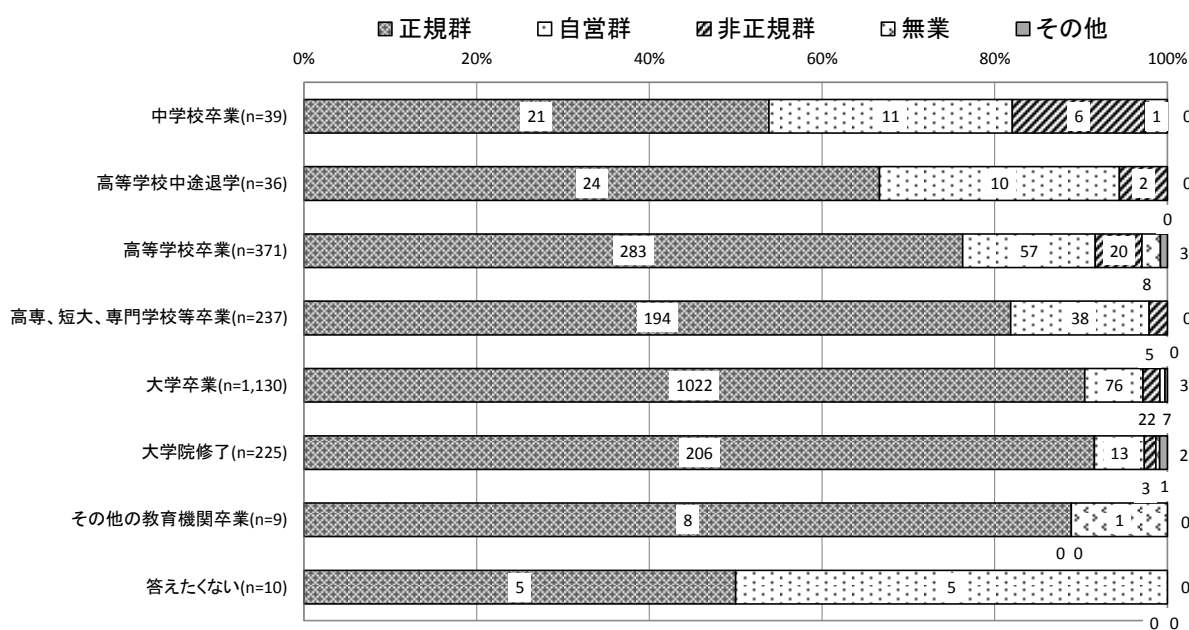 正規群 自営群 非正規群 無業 その他
0% 20% 40% 60% 80% 100%
中学校卒業(n=39) 21 11 6 1 0
高等学校中途退学(n=36) 24 10 2 0
0
高等学校卒業(n=371) 283 57 20 3
8
高専、短大、専門学校等卒業(n=237) 194 38 0
5 0
大学卒業(n=1,130) 1022 76 3
22 7
大学院修了(n=225) 206 13 2
3 1
その他の教育機関卒業(n=9) 8 1 0
0 0
答えたくない(n=10) 5 5 0
0 0